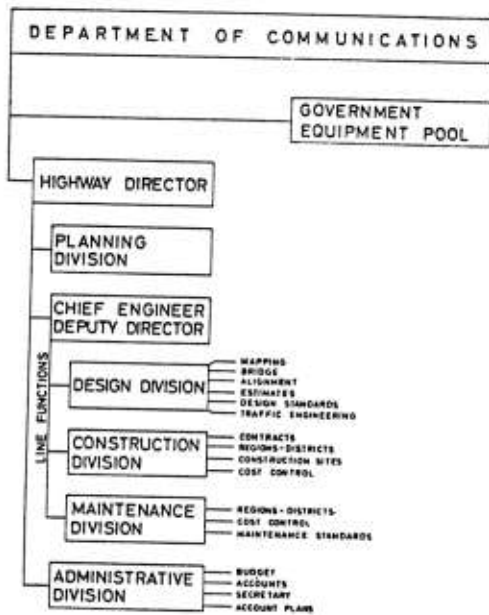 DEPARTMENT OF COMMUNICATIONS
GOVERNMENT
EQUIPMENT POOL
HIGHWAY DIRECTOR
PLANNING
DIVISION
CHIEF ENGINEER
DEPUTY DIRECTOR
LINE FUNCTIONS
DESIGN DIVISION
MAPPING
BRIDGE
ALIGNMENT
ESTIMATES
DESIGN STANDARDS
TRAFFIC ENGINEERING
CONSTRUCTION
DIVISION
CONTRACTS
REGIONS-DISTRICTS
CONSTRUCTION SITES
COST CONTROL
MAINTENANCE
DIVISION
REGIONS-DISTRICTS
COST CONTROL
MAINTENANCE STANDARDS
ADMINISTRATIVE
DIVISION
BUDGET
ACCOUNTS
SECRETARY
ACCOUNT PLANS